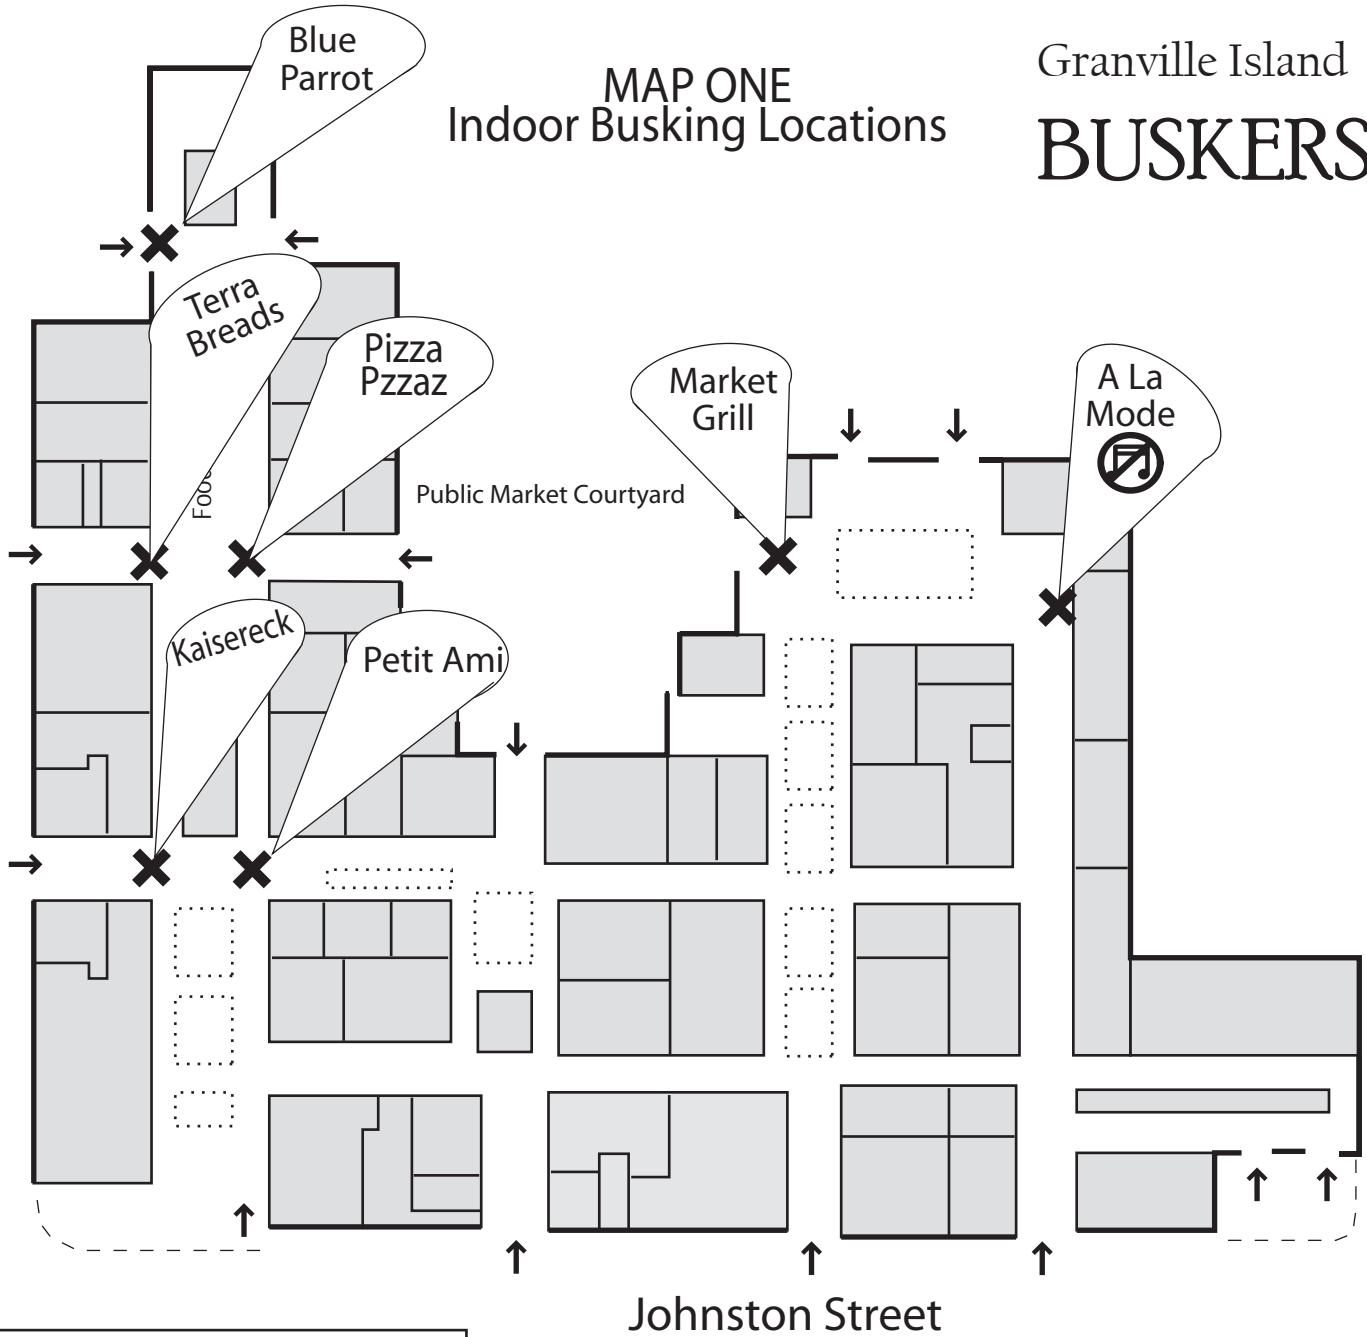 Blue
Parrot
MAP ONE
Indoor Busking Locations
Granville Island
BUSKERS
Terra
Breads
Pizza
Pzzaz
Market
Grill
A La
Mode
Public Market Courtyard
Kaisereck
Petit Ami
Johnston Street